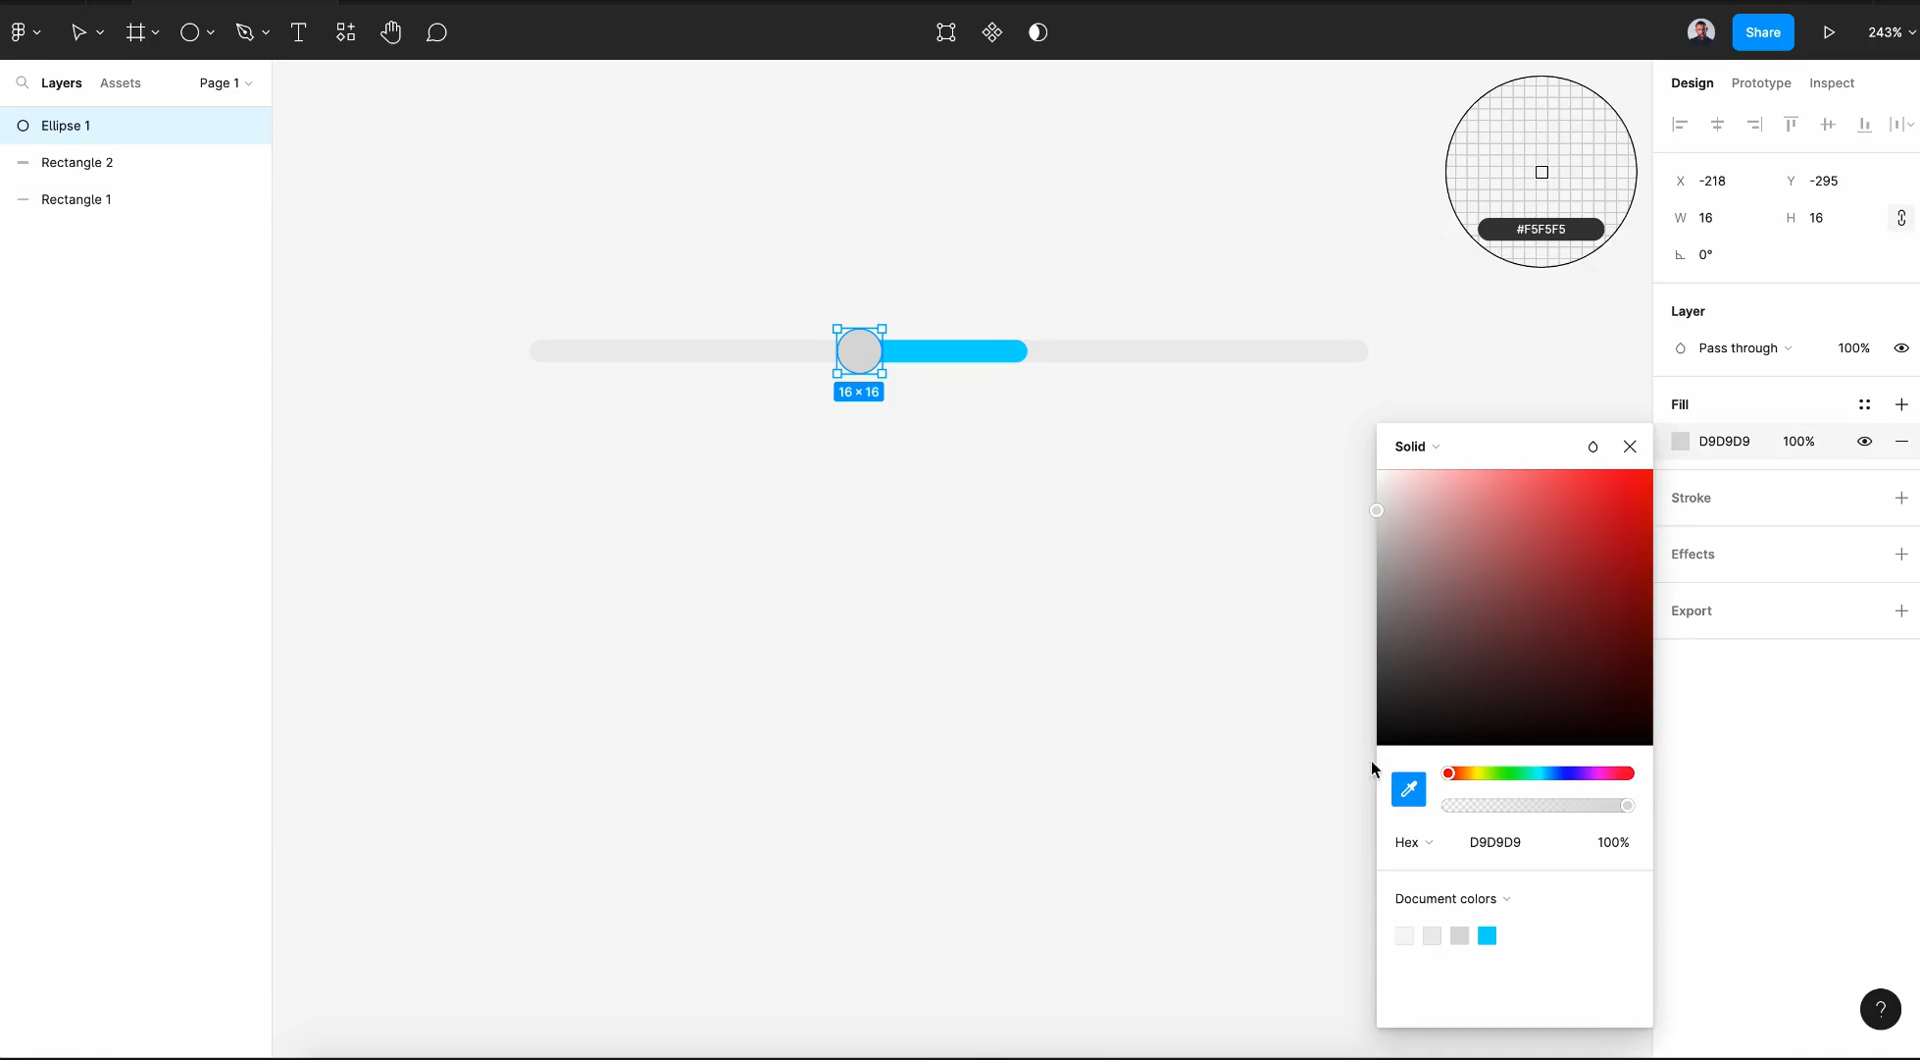 Share
243%
Layers
Assets
Page 1
Ellipse 1
Rectangle 2
Rectangle 1
#F5F5F5
16 × 16
Design
Prototype
Inspect
X -218
Y -295
W 16
H 16
0°
Layer
Pass through
100%
Fill
D9D9D9
100%
Stroke
Effects
Export
Solid
Hex
D9D9D9
100%
Document colors
?